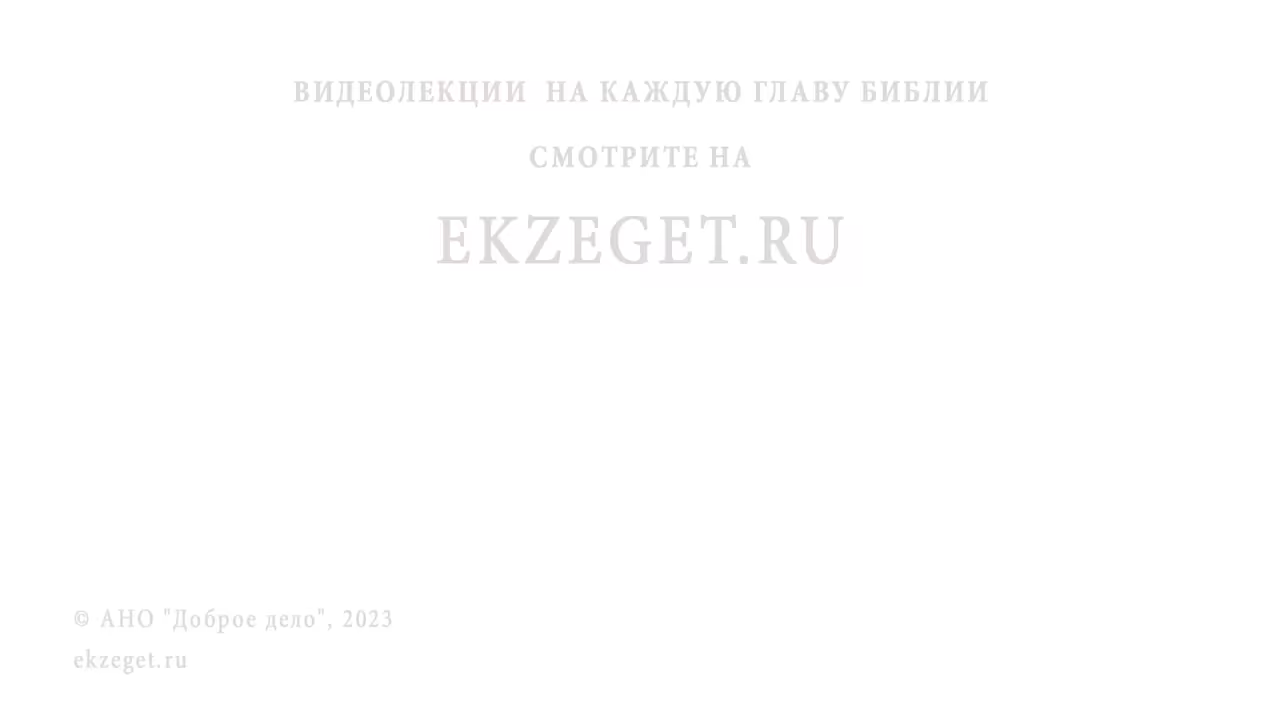 ВИДЕОЛЕКЦИИ НА КАЖДУЮ ГЛАВУ БИБЛИИ
СМОТРИТЕ НА
EKZEGET.RU
© АНО "Доброе дело", 2023
ekzeget.ru